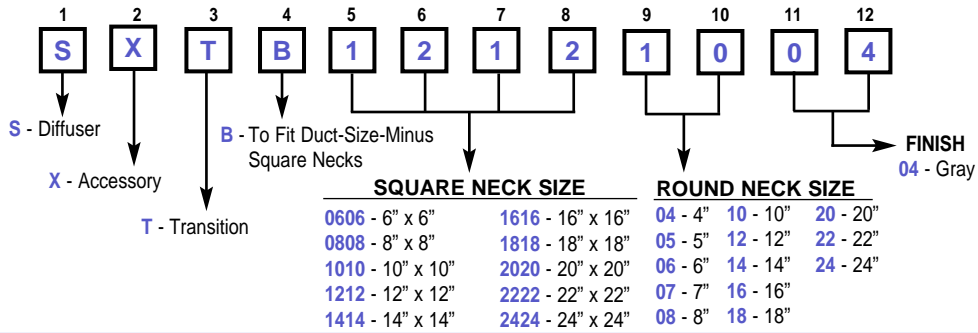 1 2 3 4 5 6 7 8 9 10 11 12
S X T B 1 2 1 2 1 0 0 4
S - Diffuser
X - Accessory
T - Transition
B - To Fit Duct-Size-Minus
Square Necks
SQUARE NECK SIZE
0606 - 6” x 6”
0808 - 8” x 8”
1010 - 10” x 10”
1212 - 12” x 12”
1414 - 14” x 14”
1616 - 16” x 16”
1818 - 18” x 18”
2020 - 20” x 20”
2222 - 22” x 22”
2424 - 24” x 24”
ROUND NECK SIZE
04 - 4”
05 - 5”
06 - 6”
07 - 7”
08 - 8”
10 - 10”
12 - 12”
14 - 14”
16 - 16”
18 - 18”
20 - 20”
22 - 22”
24 - 24”
FINISH
04 - Gray